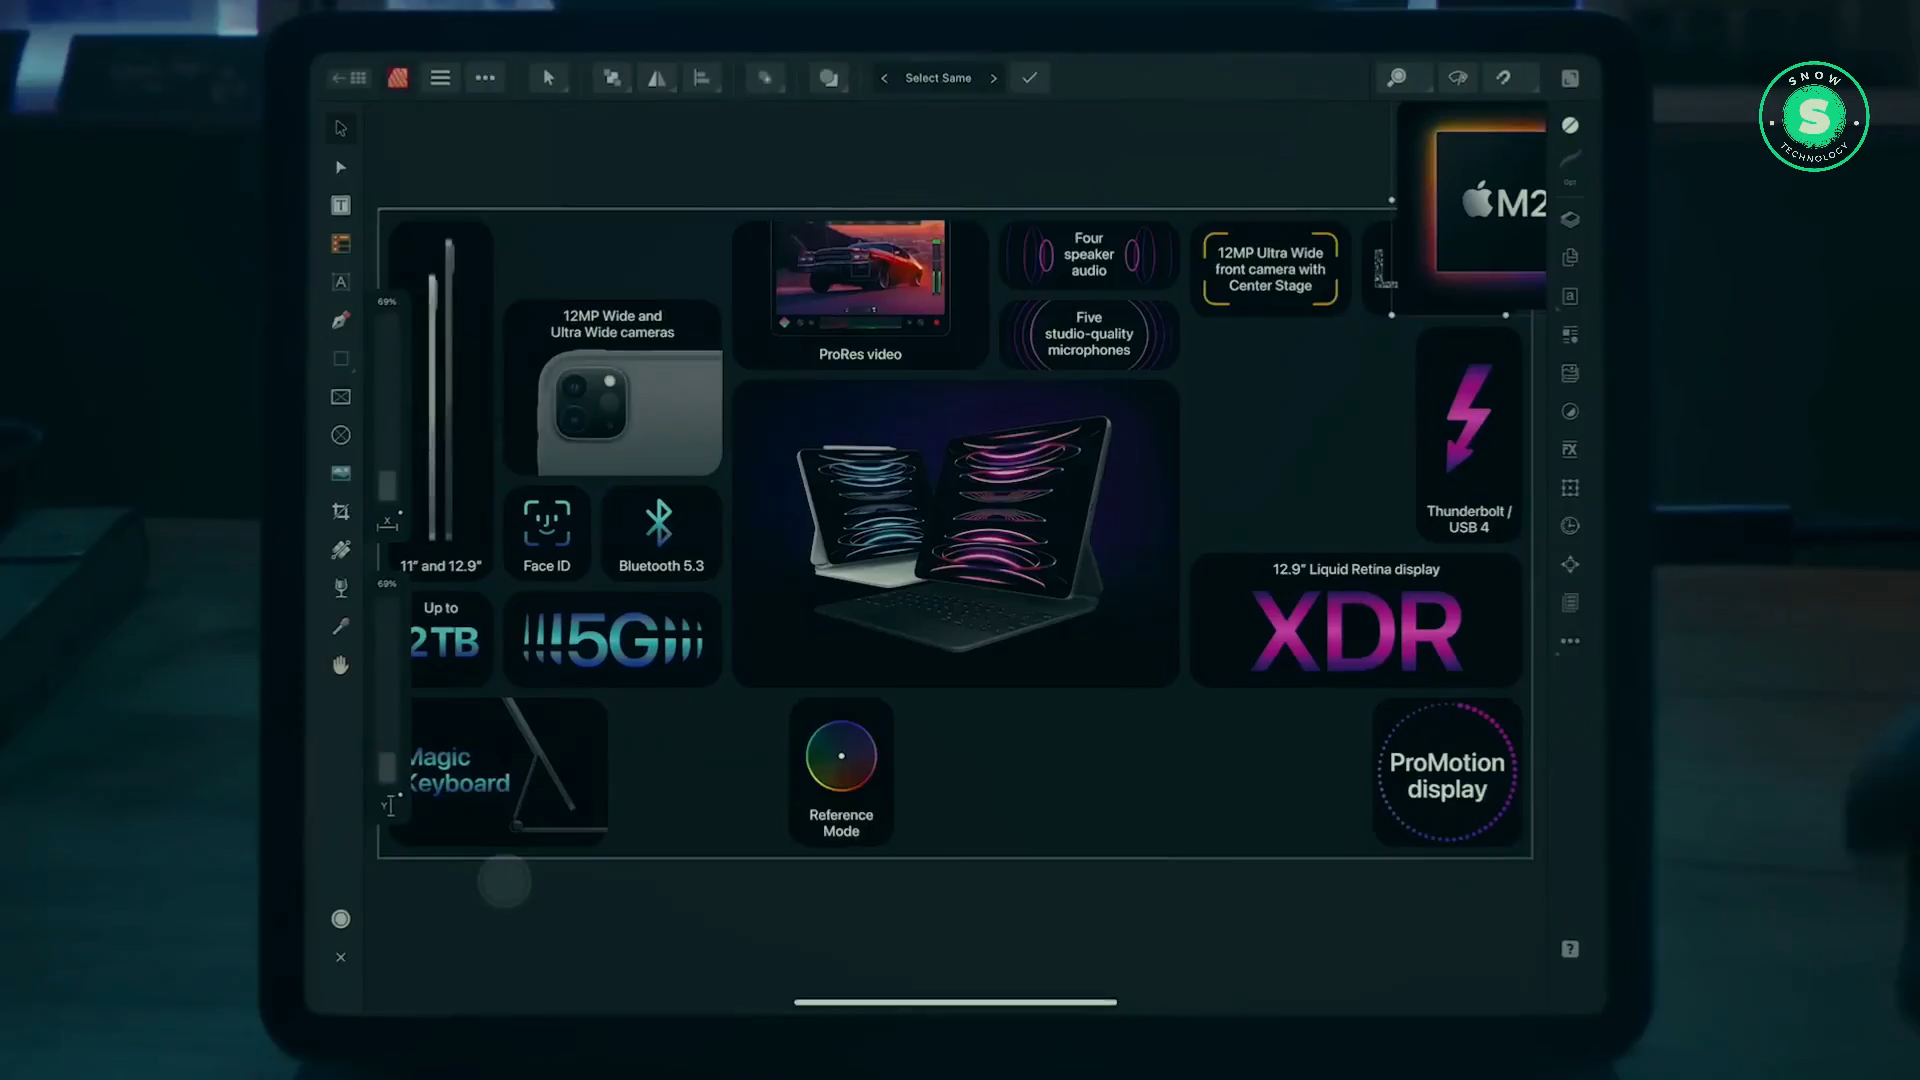 Select Same
SNOW
S
TECHNOLOGY
M2
69%
12MP Wide and
Ultra Wide cameras
ProRes video
Four
speaker
audio
Five
studio-quality
microphones
12MP Ultra Wide
front camera with
Center Stage
Thunderbolt /
USB 4
11" and 12.9"
Face ID
Bluetooth 5.3
69%
Up to
2TB
5G
12.9" Liquid Retina display
XDR
Magic
Keyboard
Reference
Mode
ProMotion
display